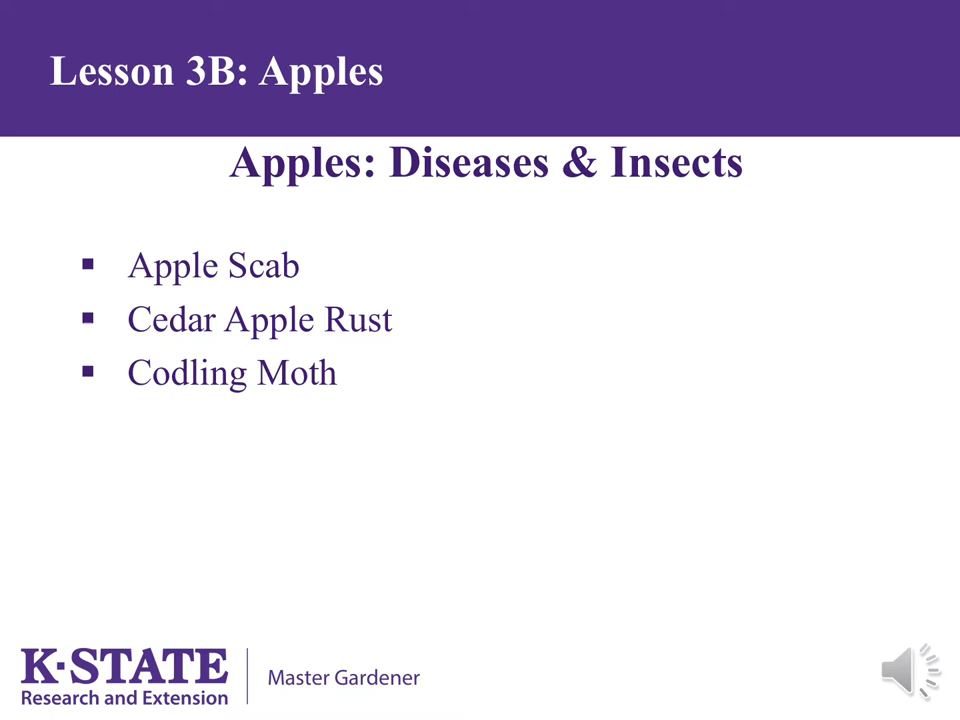 Lesson 3B: Apples
Apples: Diseases & Insects
▪ Apple Scab
▪ Cedar Apple Rust
▪ Codling Moth
K-STATE
Research and Extension
Master Gardener